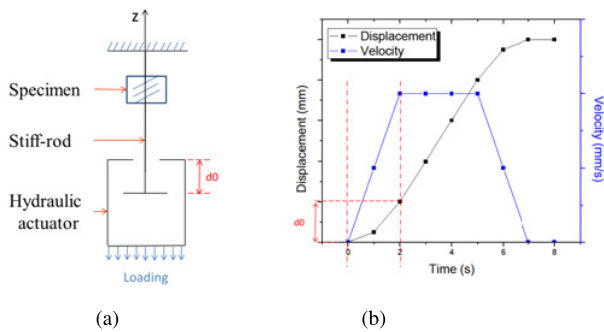 z
Specimen
Stiff-rod
Hydraulic
actuator
d0
Loading
(a)
Displacement
Velocity
Displacement (mm)
Velocity (mm/s)
d0
0 2 4 6 8
Time (s)
(b)